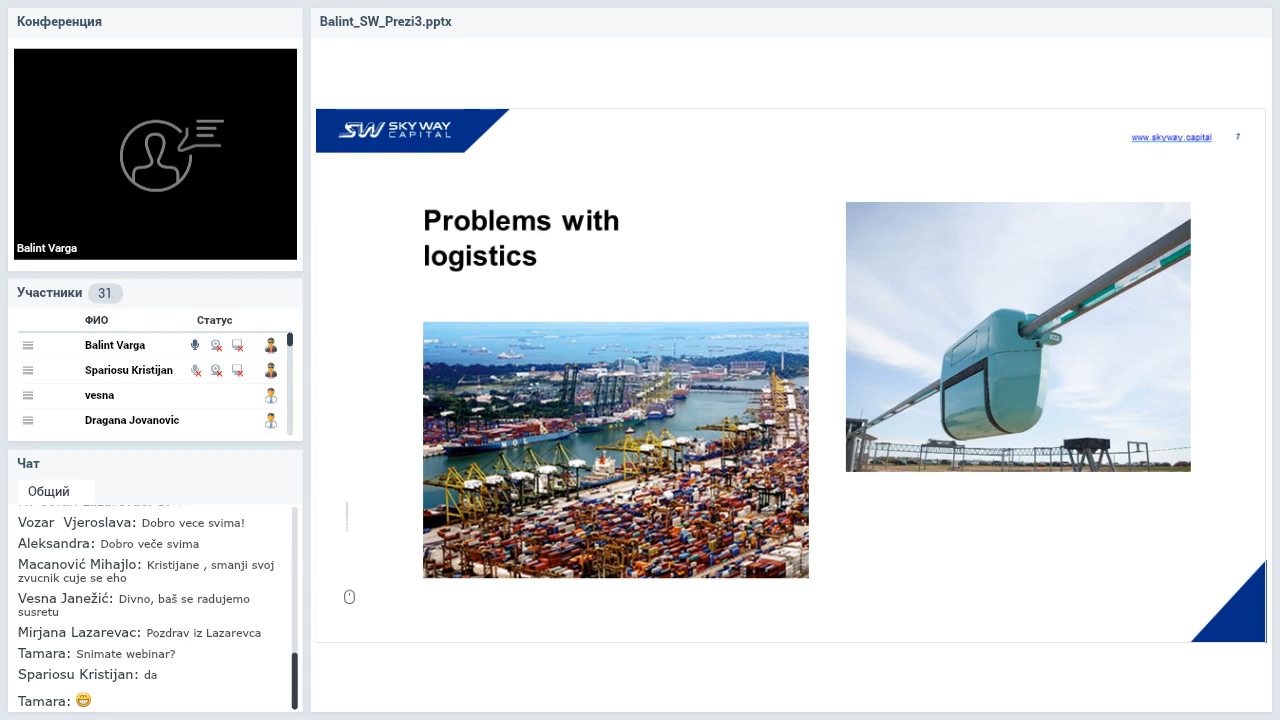 Конференция
Balint Varga
Участники 31
ФИО Статус
Balint Varga
Spariosu Kristijan
vesna
Dragana Jovanovic
Чат
Общий
Vozar Vjeroslava: Dobro vece svima!
Aleksandra: Dobro veče svima
Macanović Mihajlo: Kristijane , smanji svoj
zvucnik cuje se eho
Vesna Janežić: Divno, baš se radujemo
susretu
Mirjana Lazarevac: Pozdrav iz Lazarevca
Tamara: Snimate webinar?
Spariosu Kristijan: da
Tamara: 😁
Balint_SW_Prezi3.pptx
SW SKY WAY
CAPITAL
www.skyway.capital 7
Problems with
logistics